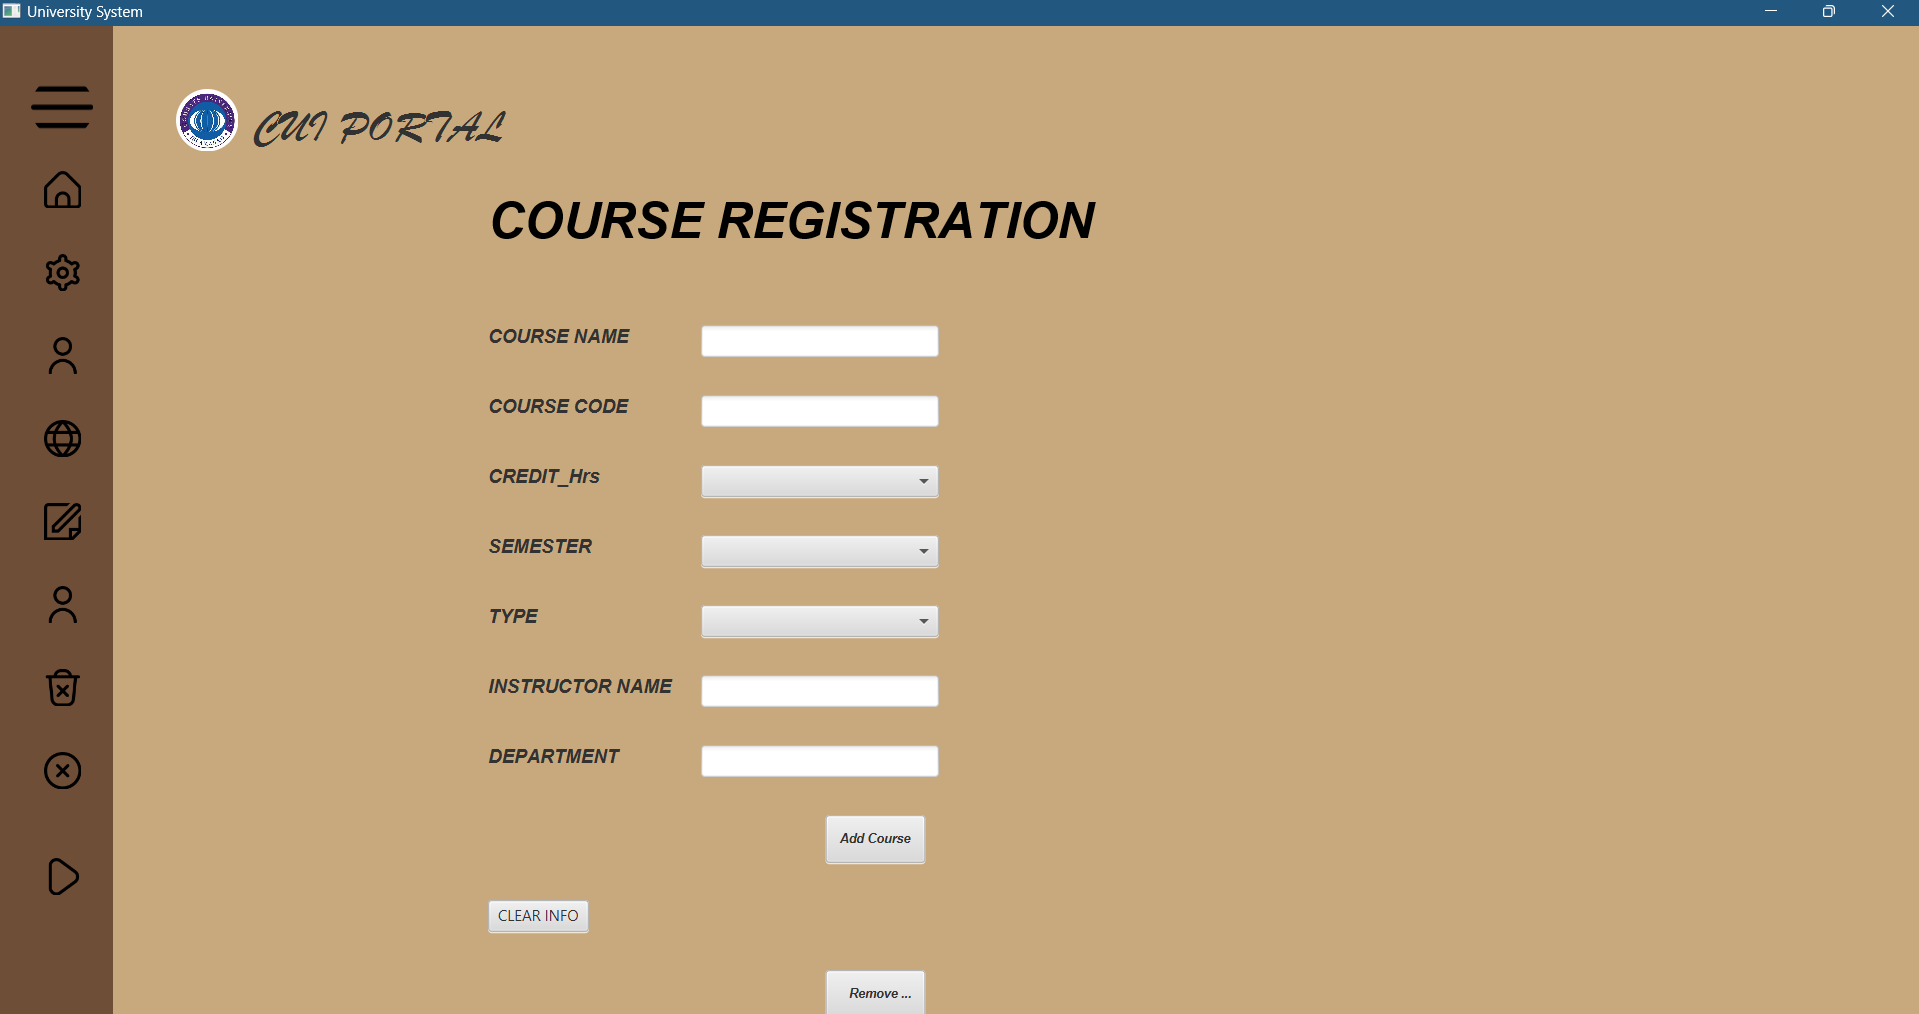 University System
CUI PORTAL
COURSE REGISTRATION
COURSE NAME
COURSE CODE
CREDIT_Hrs
SEMESTER
TYPE
INSTRUCTOR NAME
DEPARTMENT
Add Course
CLEAR INFO
Remove ...